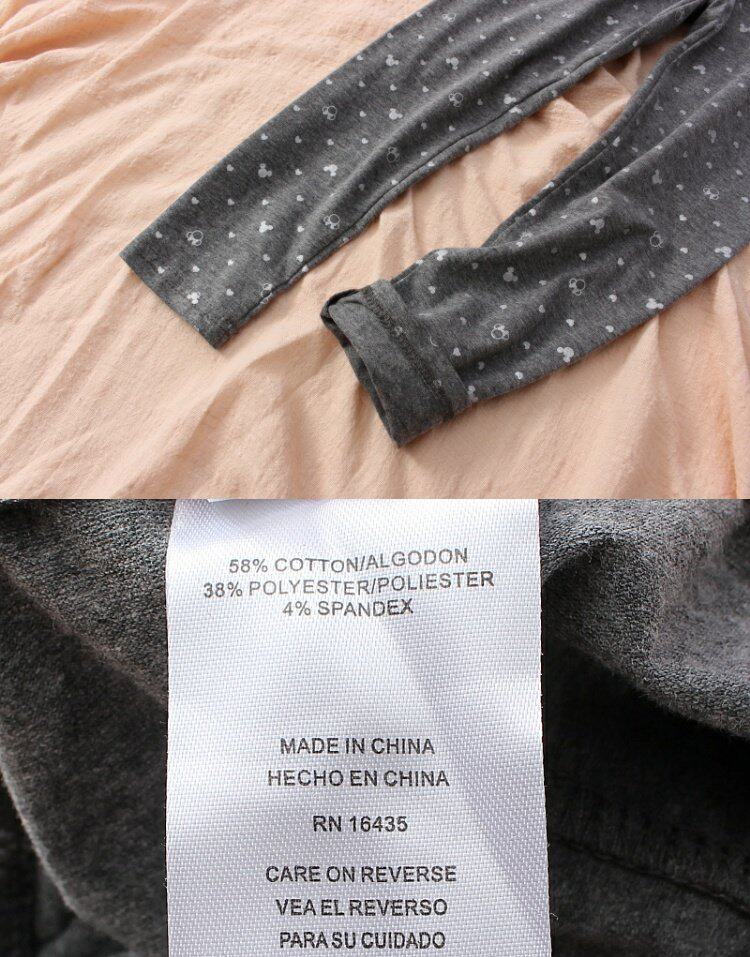 58% COTTON/ALGODON
38% POLYESTER/POLIESTER
4% SPANDEX
MADE IN CHINA
HECHO EN CHINA
RN 16435
CARE ON REVERSE
VEA EL REVERSO
PARA SU CUIDADO